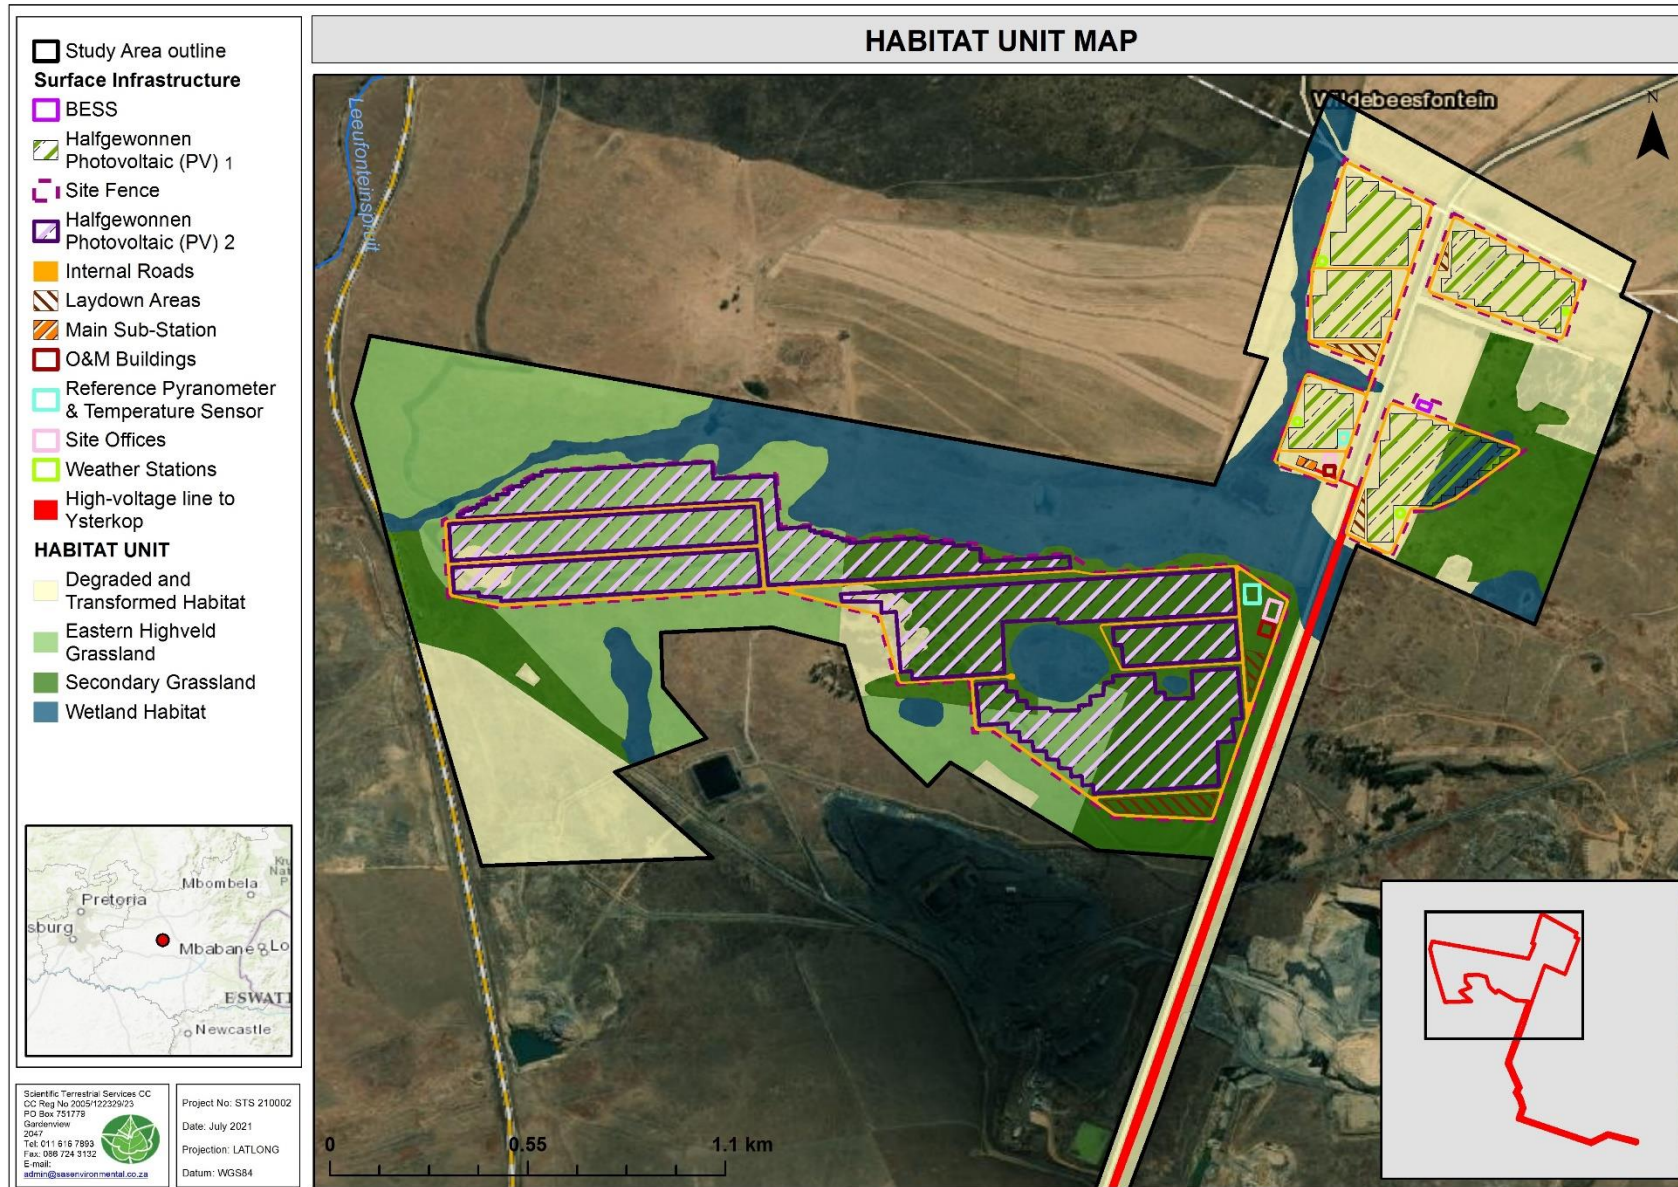 HABITAT UNIT MAP
Study Area outline
Surface Infrastructure
BESS
Halfgewonnen
Photovoltaic (PV) 1
Site Fence
Halfgewonnen
Photovoltaic (PV) 2
Internal Roads
Laydown Areas
Main Sub-Station
O&M Buildings
Reference Pyranometer
& Temperature Sensor
Site Offices
Weather Stations
High-voltage line to
Ysterkop
HABITAT UNIT
Degraded and
Transformed Habitat
Eastern Highveld
Grassland
Secondary Grassland
Wetland Habitat
Leeufonteinspruit
Wildebeesfontein
N
Pretoria
Mbombela
sburg
Mbabane
Lo
ESWATI
Newcastle
Kru
Nat
P
Scientific Terrestrial Services CC
CC Reg No 2005/122329/23
PO Box 751779
Gardenview
2047
Tel: 011 616 7893
Fax: 086 724 3132
E-mail:
admin@sasenvironmental.co.za
Project No: STS 210002
Date: July 2021
Projection: LATLONG
Datum: WGS84
0 0.55 1.1 km